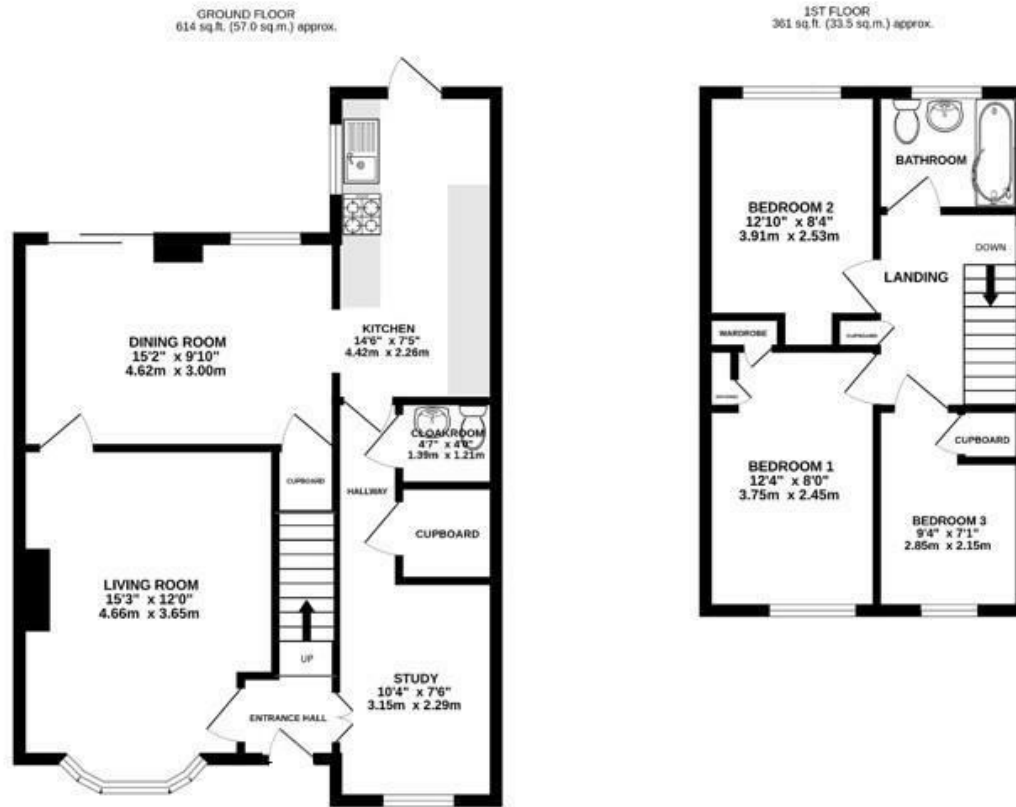 GROUND FLOOR
614 sq.ft. (57.0 sq.m.) approx.
KITCHEN
14'6" x 7'5"
4.42m x 2.26m
DINING ROOM
15'2" x 9'10"
4.62m x 3.00m
CLOAKROOM
4'7" x 4'0"
1.39m x 1.21m
CUPBOARD
HALLWAY
CUPBOARD
LIVING ROOM
15'3" x 12'0"
4.66m x 3.65m
UP
STUDY
10'4" x 7'6"
3.15m x 2.29m
ENTRANCE HALL
1ST FLOOR
361 sq.ft. (33.5 sq.m.) approx.
BATHROOM
BEDROOM 2
12'10" x 8'4"
3.91m x 2.53m
DOWN
LANDING
WARDROBE
CUPBOARD
CUPBOARD
BEDROOM 1
12'4" x 8'0"
3.75m x 2.45m
BEDROOM 3
9'4" x 7'1"
2.85m x 2.15m